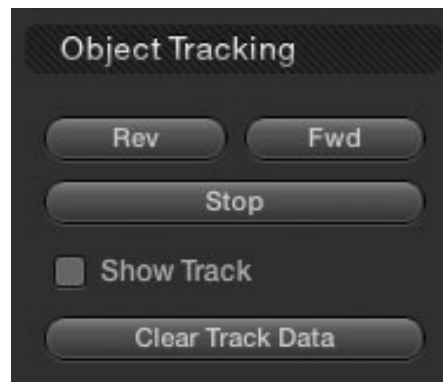 Object Tracking
Rev Fwd
Stop
Show Track
Clear Track Data